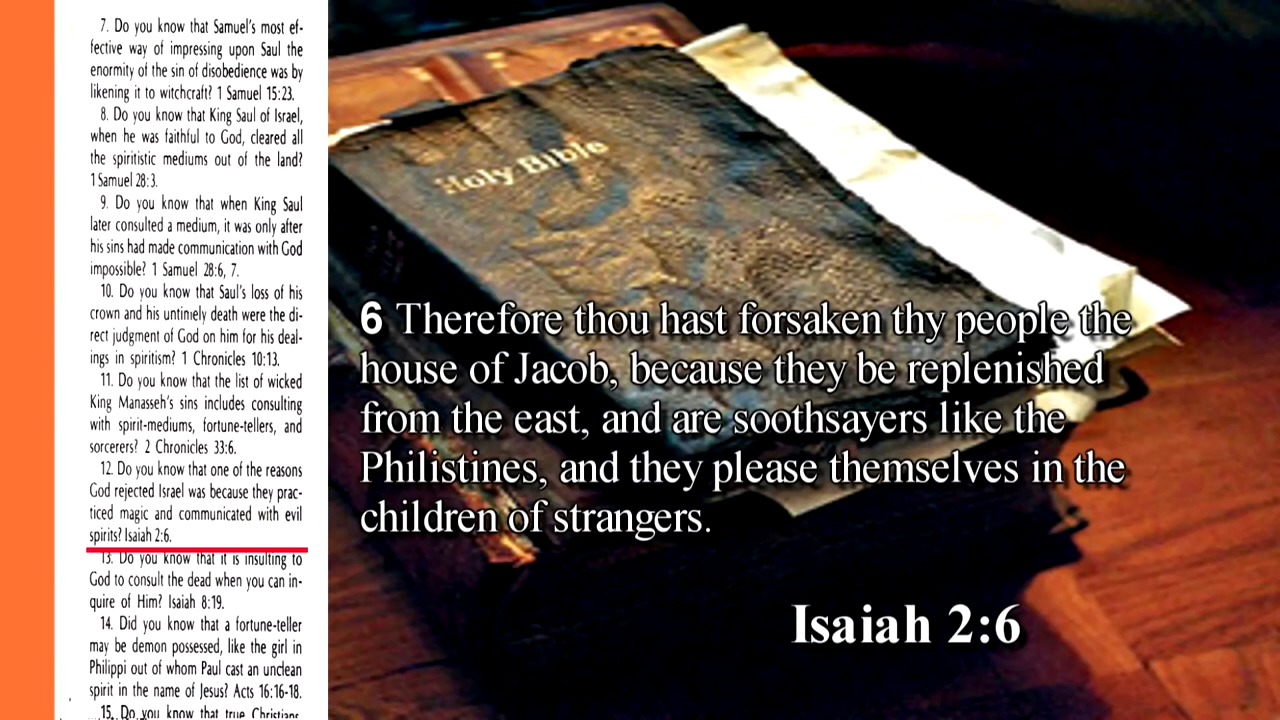 7. Do you know that Samuel's most ef-
fective way of impressing upon Saul the
enormity of the sin of disobedience was by
likening it to witchcraft? 1 Samuel 15:23.
8. Do you know that King Saul of Israel,
when he was faithful to God, cleared all
the spiritistic mediums out of the land?
1 Samuel 28:3.
9. Do you know that when King Saul
later consulted a medium, it was only after
his sins had made communication with God
impossible? 1 Samuel 28:6, 7.
10. Do you know that Saul's loss of his
crown and his untimely death were the di-
rect judgment of God on him for his deal-
ings in spiritism? 1 Chronicles 10:13.
11. Do you know that the list of wicked
King Manasseh's sins includes consulting
with spirit-mediums, fortune-tellers, and
sorcerers? 2 Chronicles 33:6.
12. Do you know that one of the reasons
God rejected Israel was because they prac-
ticed magic and communicated with evil
spirits? Isaiah 2:6.
13. Do you know that it is insulting to
God to consult the dead when you can in-
quire of Him? Isaiah 8:19.
14. Did you know that a fortune-teller
may be demon possessed, like the girl in
Philippi out of whom Paul cast an unclean
spirit in the name of Jesus? Acts 16:16-18.
15. Do you know that true Christians,
Holy Bible
6 Therefore thou hast forsaken thy people the
house of Jacob, because they be replenished
from the east, and are soothsayers like the
Philistines, and they please themselves in the
children of strangers.
Isaiah 2:6